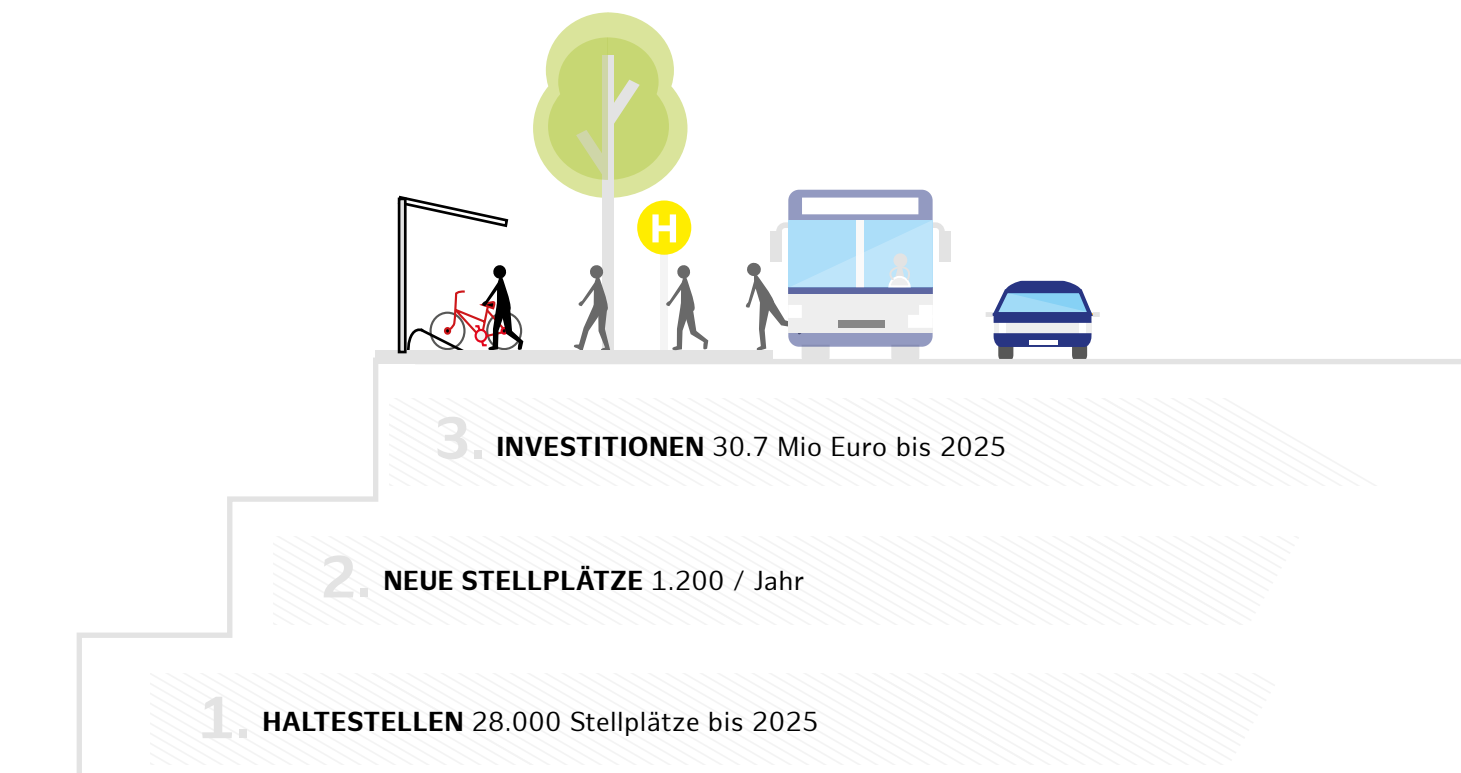 H
3. INVESTITIONEN 30.7 Mio Euro bis 2025
2. NEUE STELLPLÄTZE 1.200 / Jahr
1. HALTESTELLEN 28.000 Stellplätze bis 2025